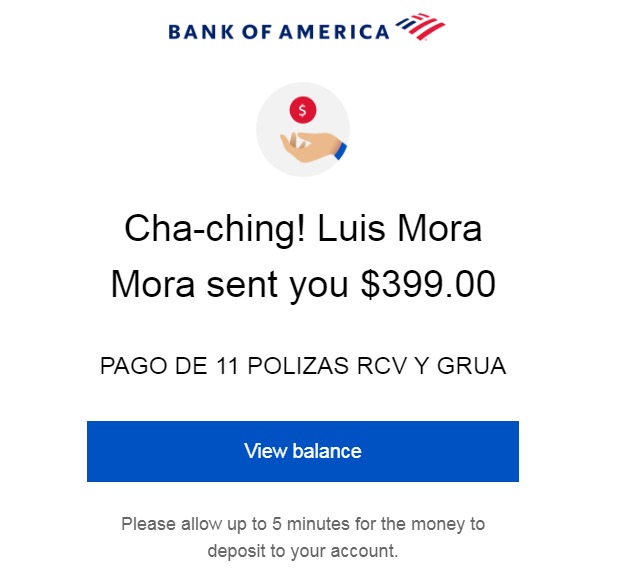 BANK OF AMERICA
$
Cha-ching! Luis Mora
Mora sent you $399.00
PAGO DE 11 POLIZAS RCV Y GRUA
View balance
Please allow up to 5 minutes for the money to
deposit to your account.